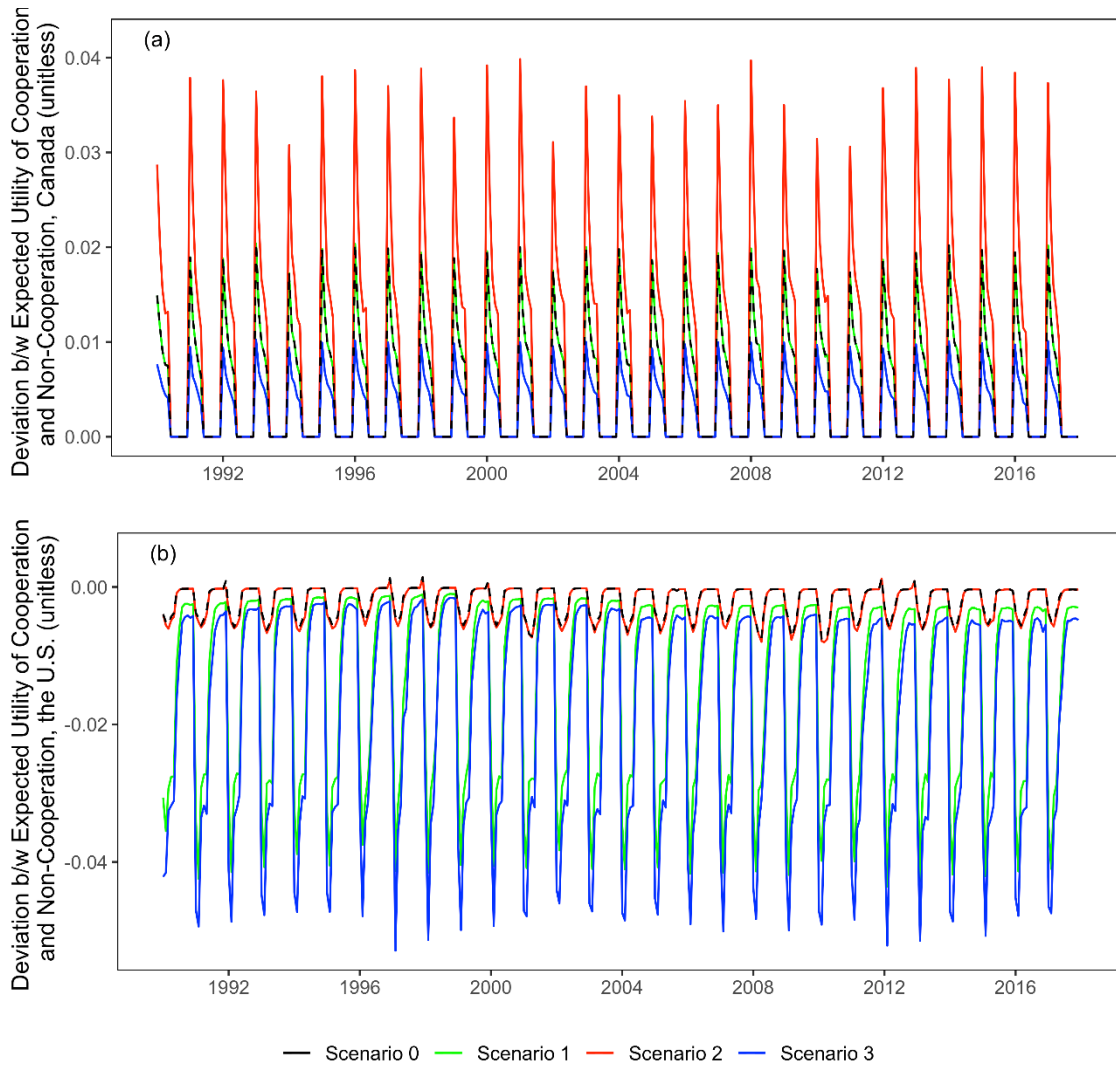 Deviation b/w Expected Utility of Cooperation
and Non-Cooperation, Canada (unitless)
(a)
0.04
0.03
0.02
0.01
0.00
1992 1996 2000 2004 2008 2012 2016
Deviation b/w Expected Utility of Cooperation
and Non-Cooperation, the U.S. (unitless)
(b)
0.00
-0.02
-0.04
1992 1996 2000 2004 2008 2012 2016
Scenario 0 Scenario 1 Scenario 2 Scenario 3